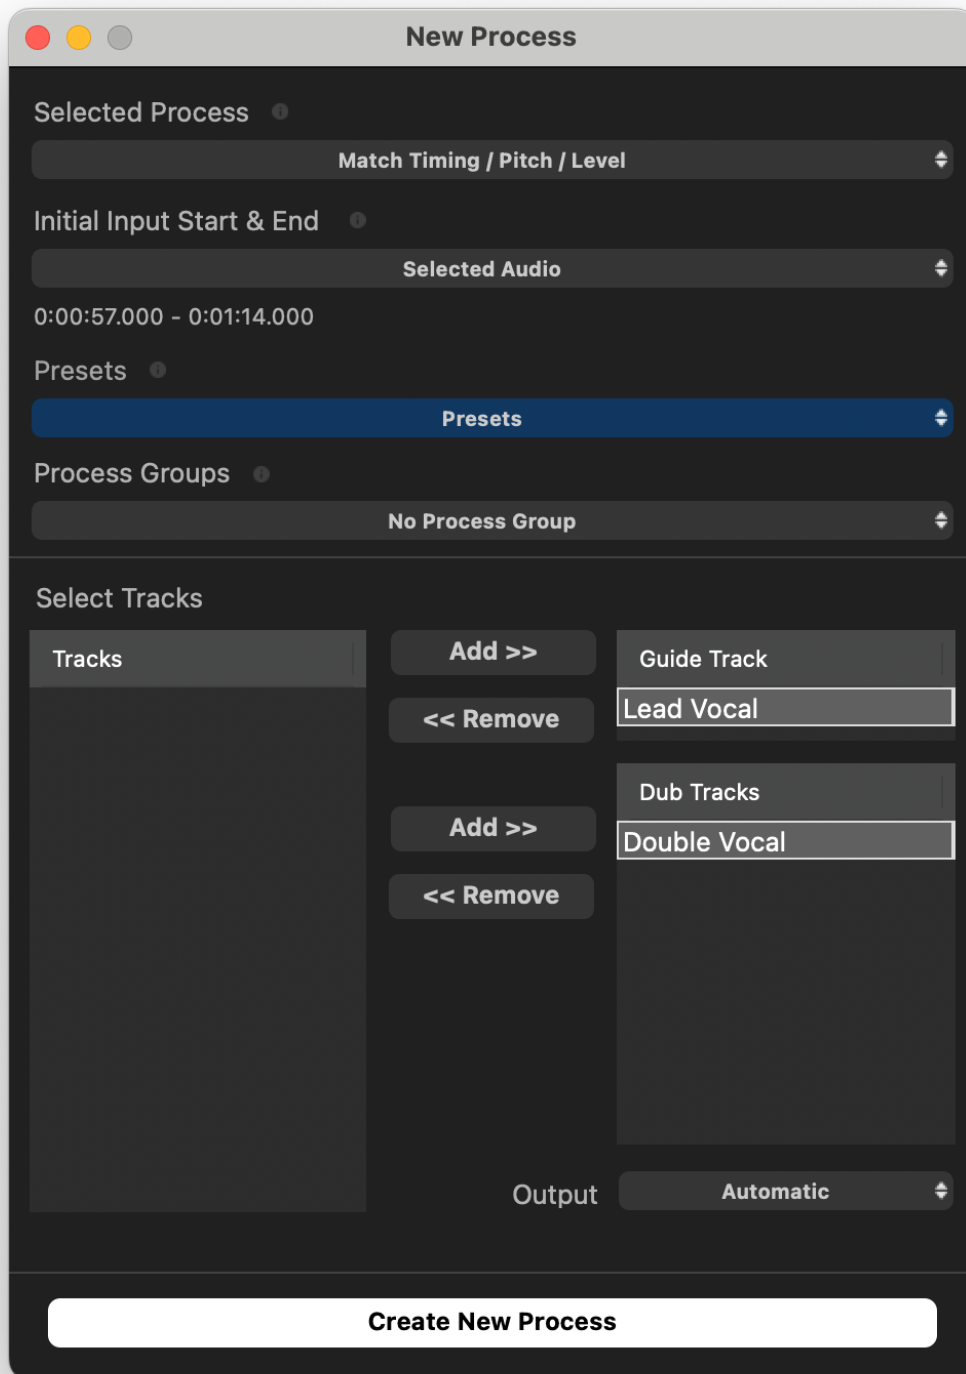 New Process
Selected Process
Match Timing / Pitch / Level
Initial Input Start & End
Selected Audio
0:00:57.000 - 0:01:14.000
Presets
Presets
Process Groups
No Process Group
Select Tracks
Tracks
Add >>
<< Remove
Guide Track
Lead Vocal
Add >>
<< Remove
Dub Tracks
Double Vocal
Output
Automatic
Create New Process